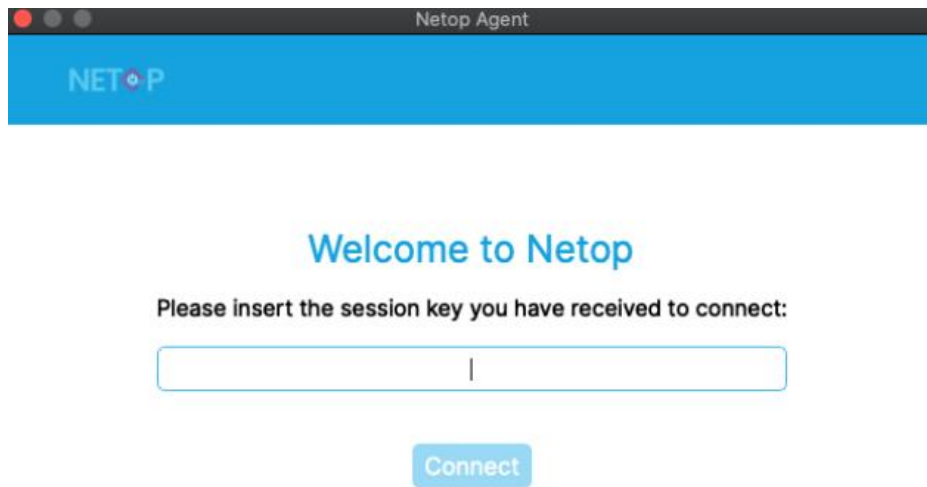 Netop Agent
NETOP
Welcome to Netop
Please insert the session key you have received to connect:
Connect